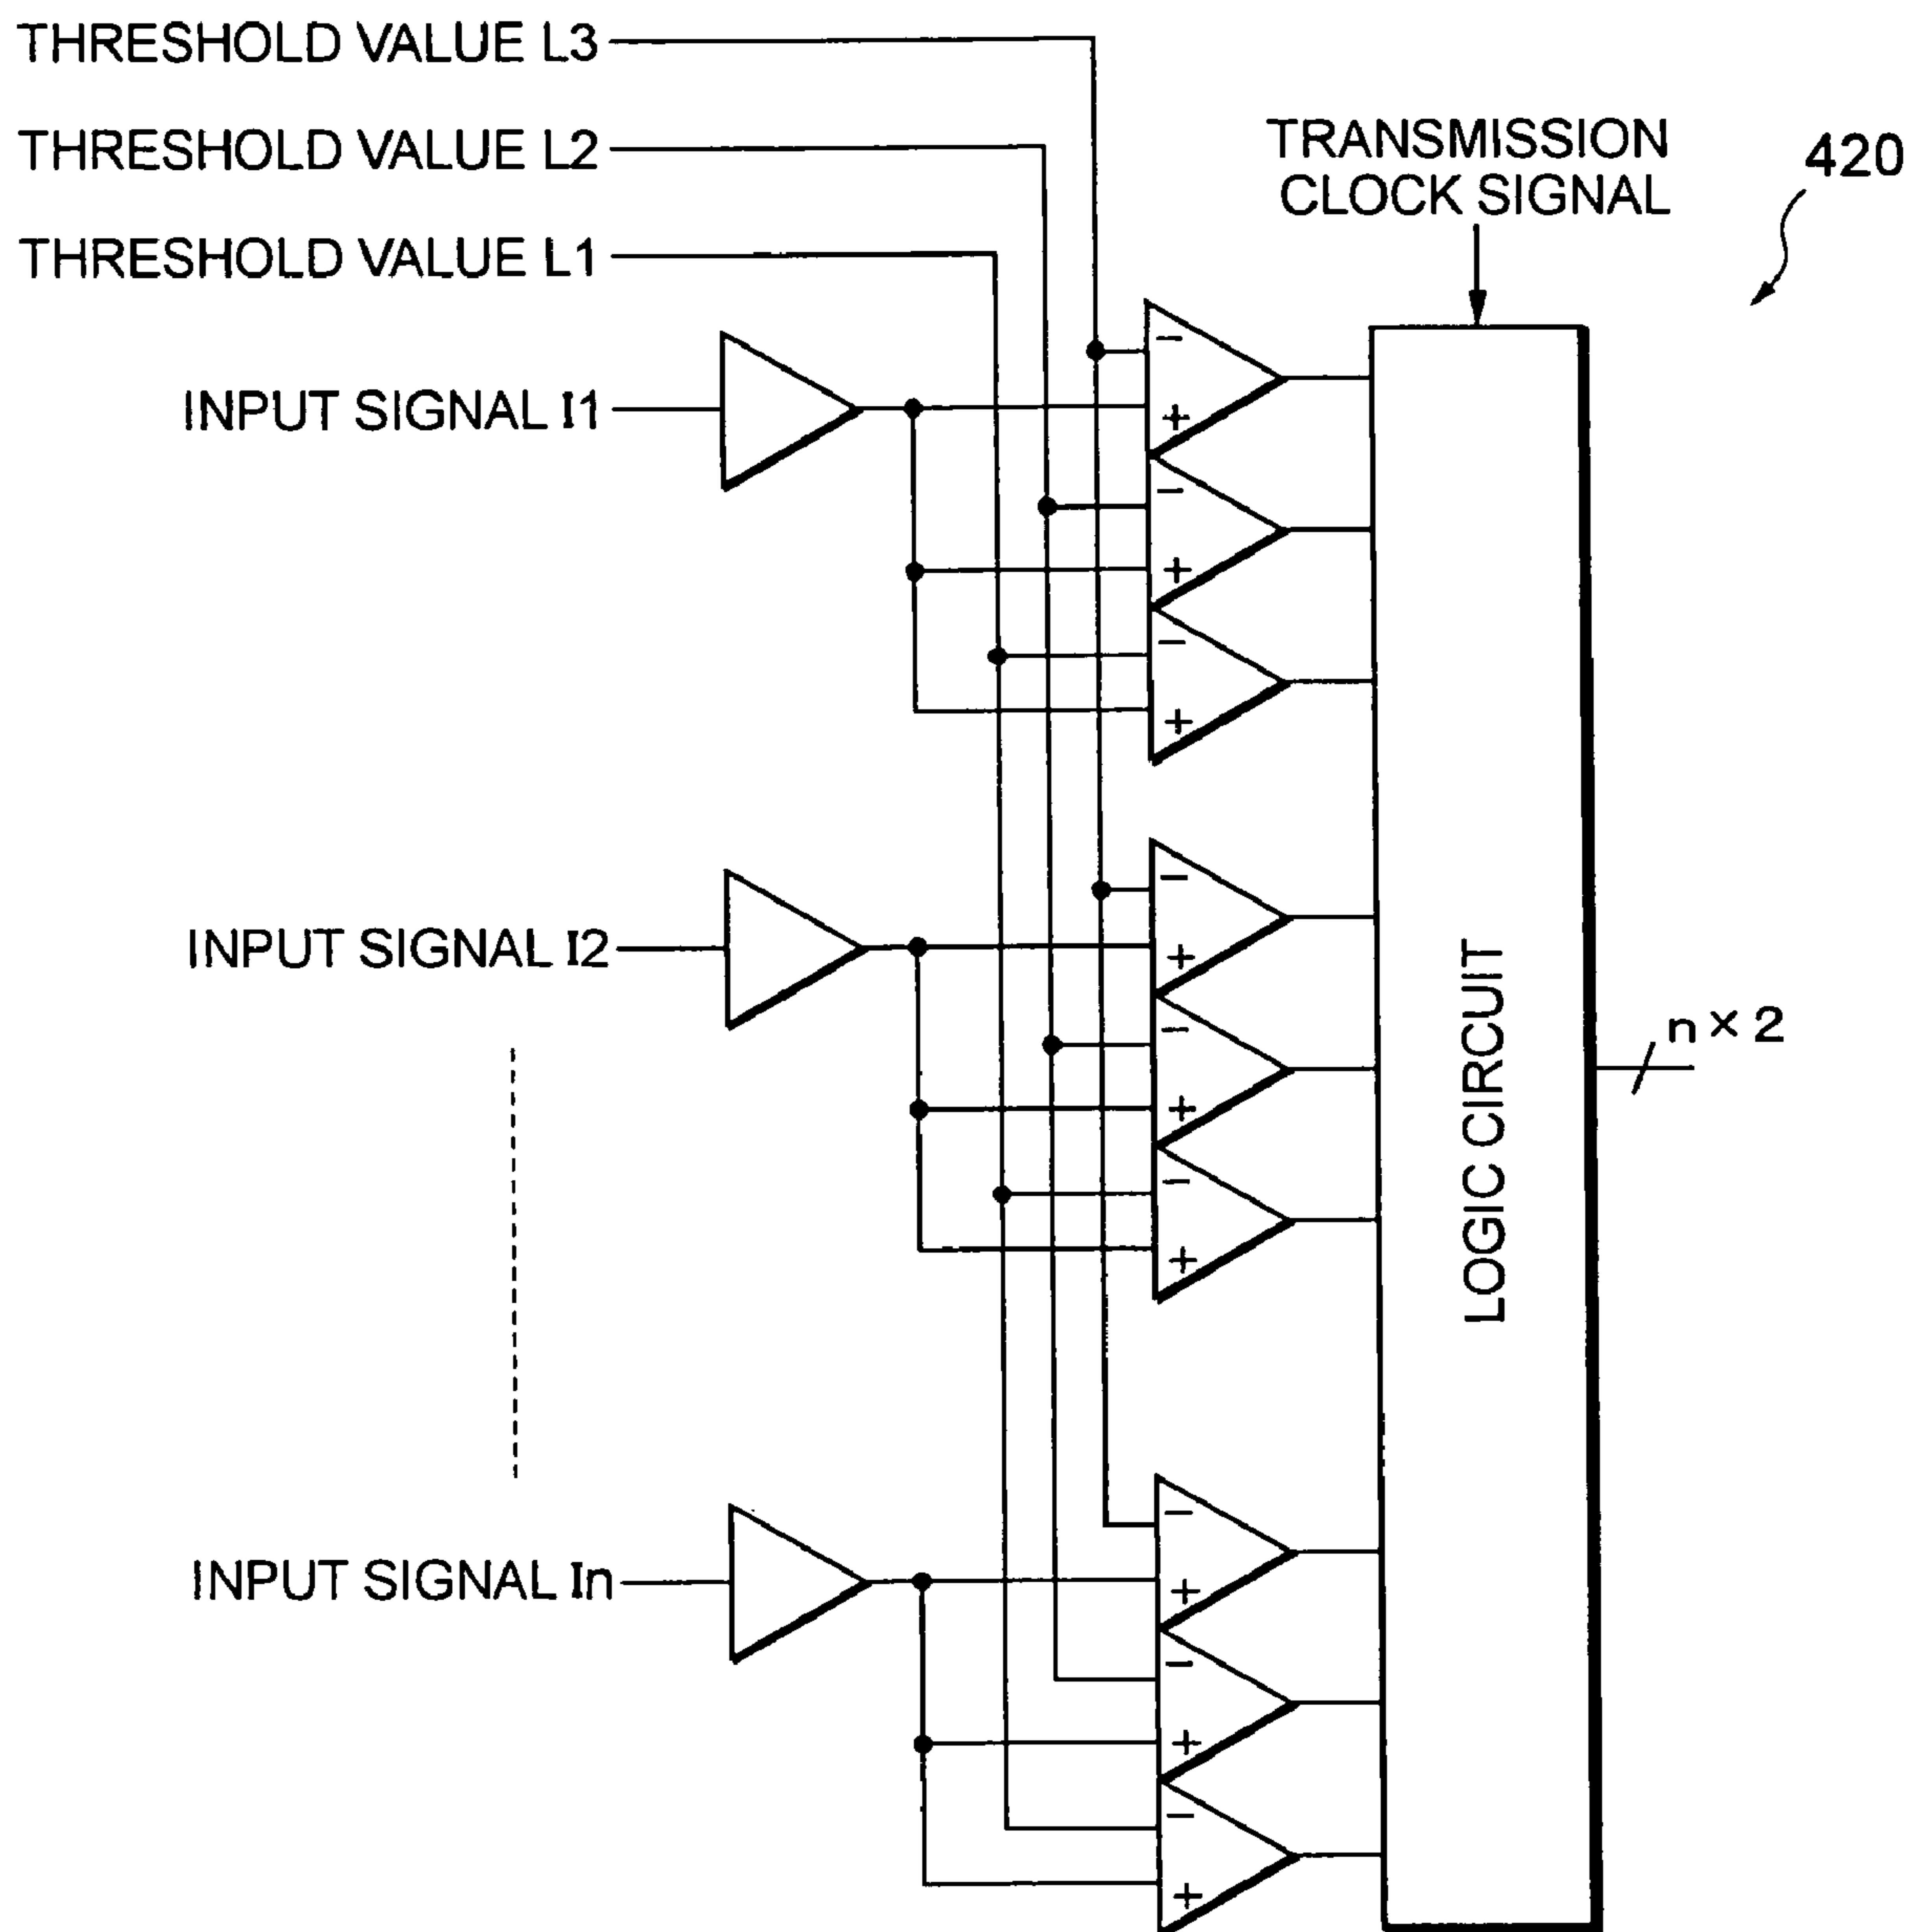 THRESHOLD VALUE L3
THRESHOLD VALUE L2
THRESHOLD VALUE L1
TRANSMISSION
CLOCK SIGNAL
420
INPUT SIGNAL I1
−
+
−
+
−
+
INPUT SIGNAL I2
−
+
−
+
−
+
LOGIC CIRCUIT
n × 2
INPUT SIGNAL In
−
+
−
+
−
+